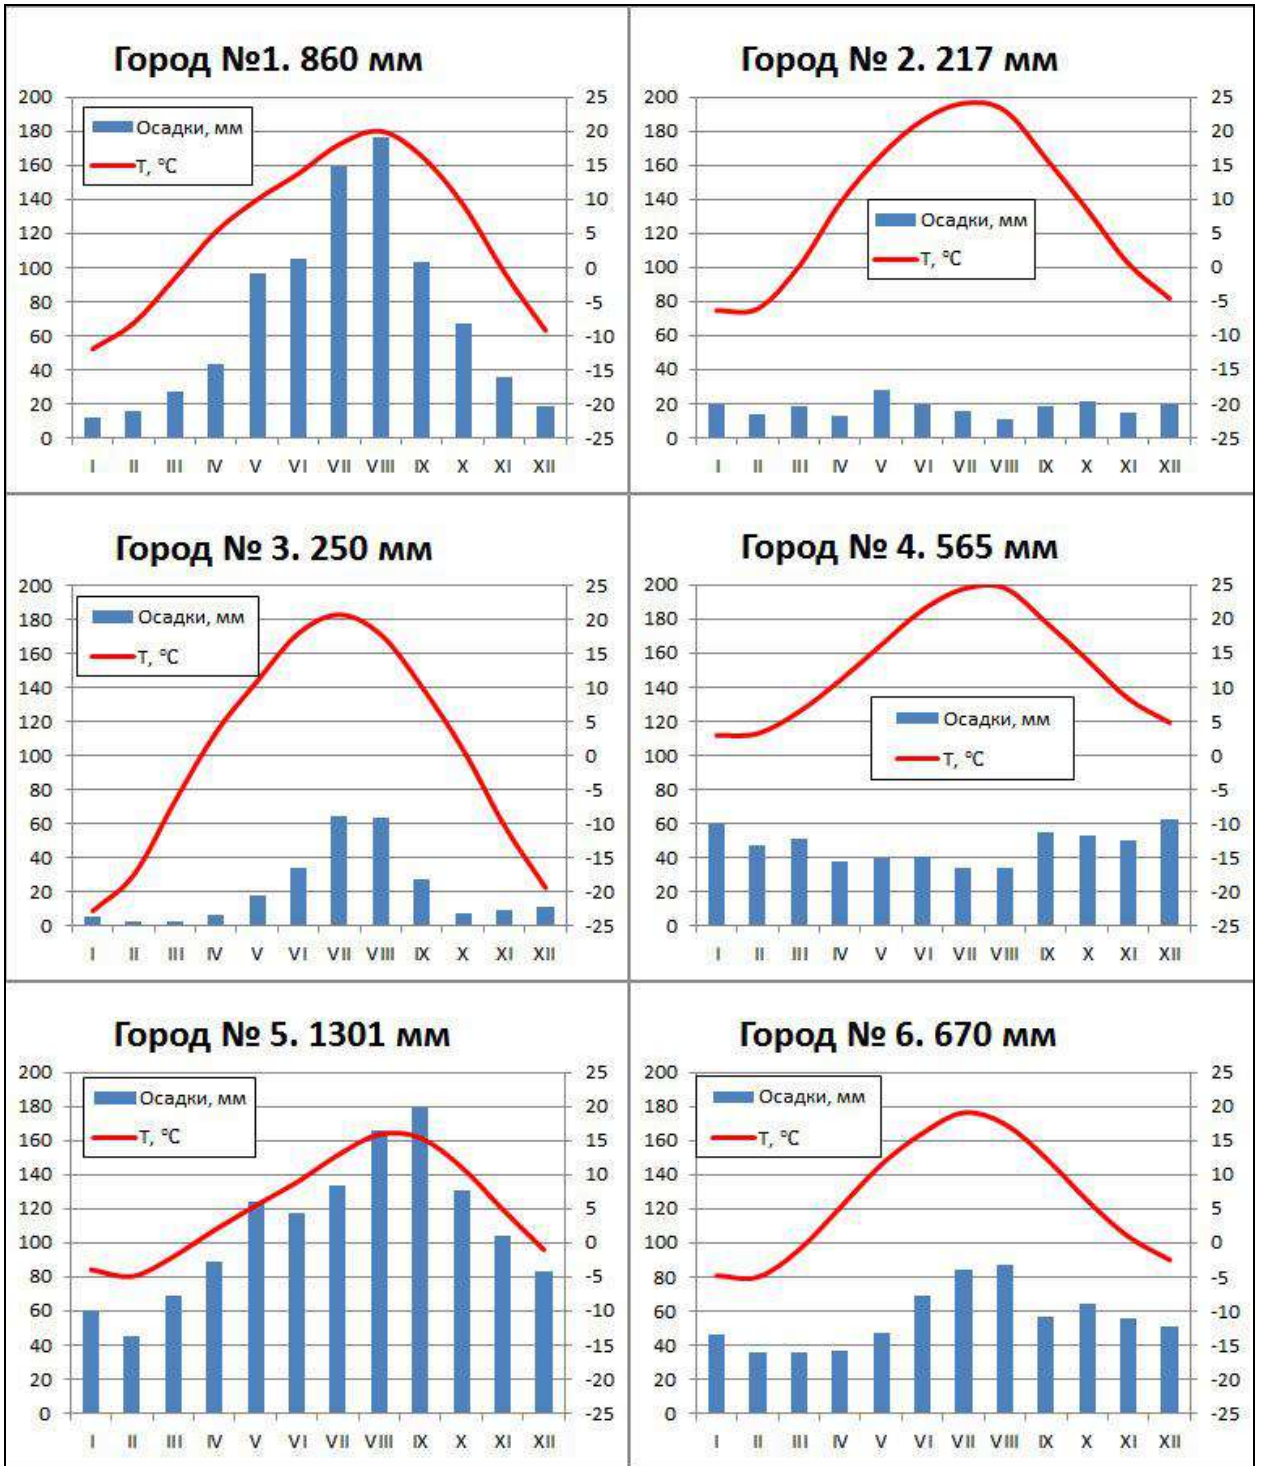 Город №1. 860 мм
200 180 160 140 120 100 80 60 40 20 0
Осадки, мм
Т, °С
25 20 15 10 5 0 -5 -10 -15 -20 -25
I II III IV V VI VII VIII IX X XI XII
Город № 2. 217 мм
200 180 160 140 120 100 80 60 40 20 0
Осадки, мм
Т, °С
25 20 15 10 5 0 -5 -10 -15 -20 -25
I II III IV V VI VII VIII IX X XI XII
Город № 3. 250 мм
200 180 160 140 120 100 80 60 40 20 0
Осадки, мм
Т, °С
25 20 15 10 5 0 -5 -10 -15 -20 -25
I II III IV V VI VII VIII IX X XI XII
Город № 4. 565 мм
200 180 160 140 120 100 80 60 40 20 0
Осадки, мм
Т, °С
25 20 15 10 5 0 -5 -10 -15 -20 -25
I II III IV V VI VII VIII IX X XI XII
Город № 5. 1301 мм
200 180 160 140 120 100 80 60 40 20 0
Осадки, мм
Т, °С
25 20 15 10 5 0 -5 -10 -15 -20 -25
I II III IV V VI VII VIII IX X XI XII
Город № 6. 670 мм
200 180 160 140 120 100 80 60 40 20 0
Осадки, мм
Т, °С
25 20 15 10 5 0 -5 -10 -15 -20 -25
I II III IV V VI VII VIII IX X XI XII